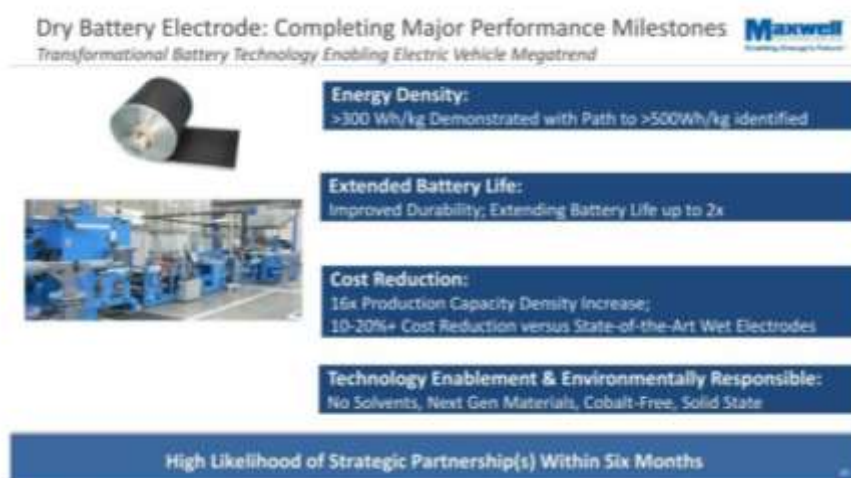 Dry Battery Electrode: Completing Major Performance Milestones
Maxwell
Transformational Battery Technology Enabling Electric Vehicle Megatrend
Energy Density:
>300 Wh/kg Demonstrated with Path to >500Wh/kg identified
Extended Battery Life:
Improved Durability; Extending Battery Life up to 2x
Cost Reduction:
16x Production Capacity Density Increase;
10-20%+ Cost Reduction versus State-of-the-Art Wet Electrodes
Technology Enablement & Environmentally Responsible:
No Solvents, Next Gen Materials, Cobalt-Free, Solid State
High Likelihood of Strategic Partnership(s) Within Six Months